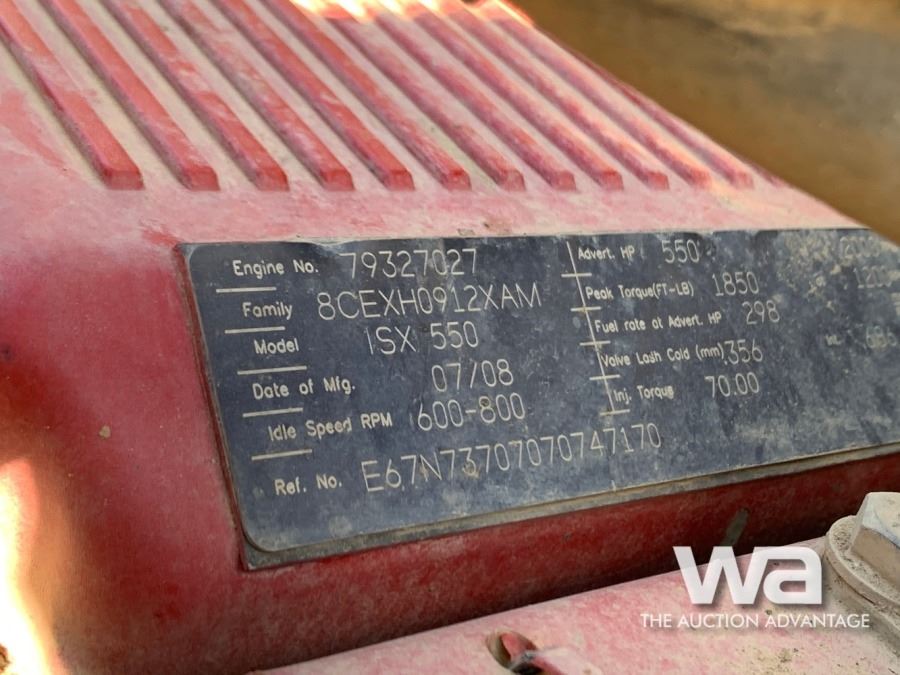 Engine No. 79327027
Family 8CEXH0912XAM
Model ISX 550
Date of Mfg. 07/08
Idle Speed RPM 600-800
Ref. No. E67N73707070747170
Advert. HP 550
Peak Torque(FT-LB) 1850
Fuel rate at Advert. HP 298
Valve Lash Cold (mm) 356
Inj. Torque 70.00
wa
THE AUCTION ADVANTAGE